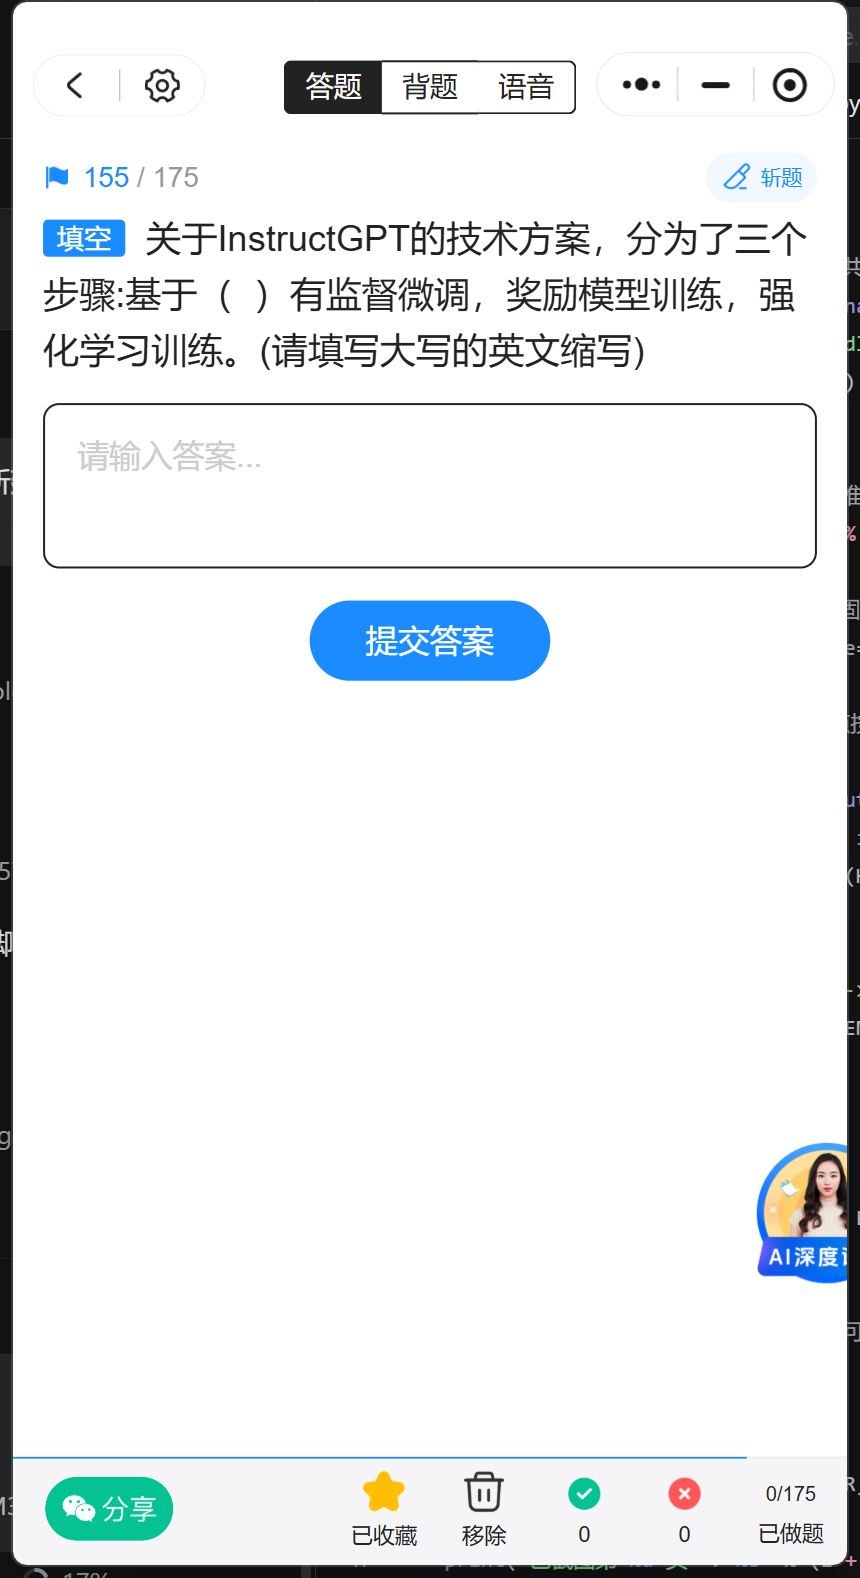 答题 背题 语音
155 / 175
斩题
填空 关于InstructGPT的技术方案，分为了三个
步骤:基于（ ）有监督微调，奖励模型训练，强
化学习训练。(请填写大写的英文缩写)
请输入答案...
提交答案
AI深度
分享
已收藏
移除
0
0
0/175
已做题